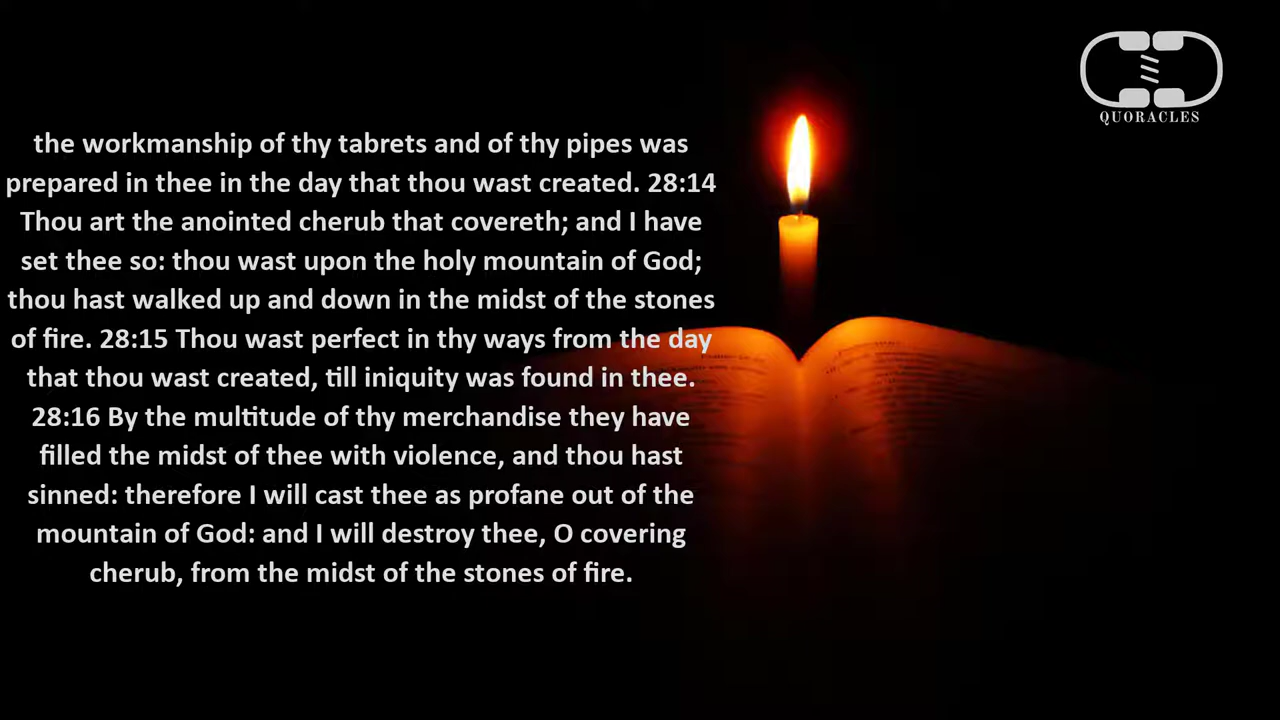 the workmanship of thy tabrets and of thy pipes was
prepared in thee in the day that thou wast created. 28:14
Thou art the anointed cherub that covereth; and I have
set thee so: thou wast upon the holy mountain of God;
thou hast walked up and down in the midst of the stones
of fire. 28:15 Thou wast perfect in thy ways from the day
that thou wast created, till iniquity was found in thee.
28:16 By the multitude of thy merchandise they have
filled the midst of thee with violence, and thou hast
sinned: therefore I will cast thee as profane out of the
mountain of God: and I will destroy thee, O covering
cherub, from the midst of the stones of fire.
QUORACLES